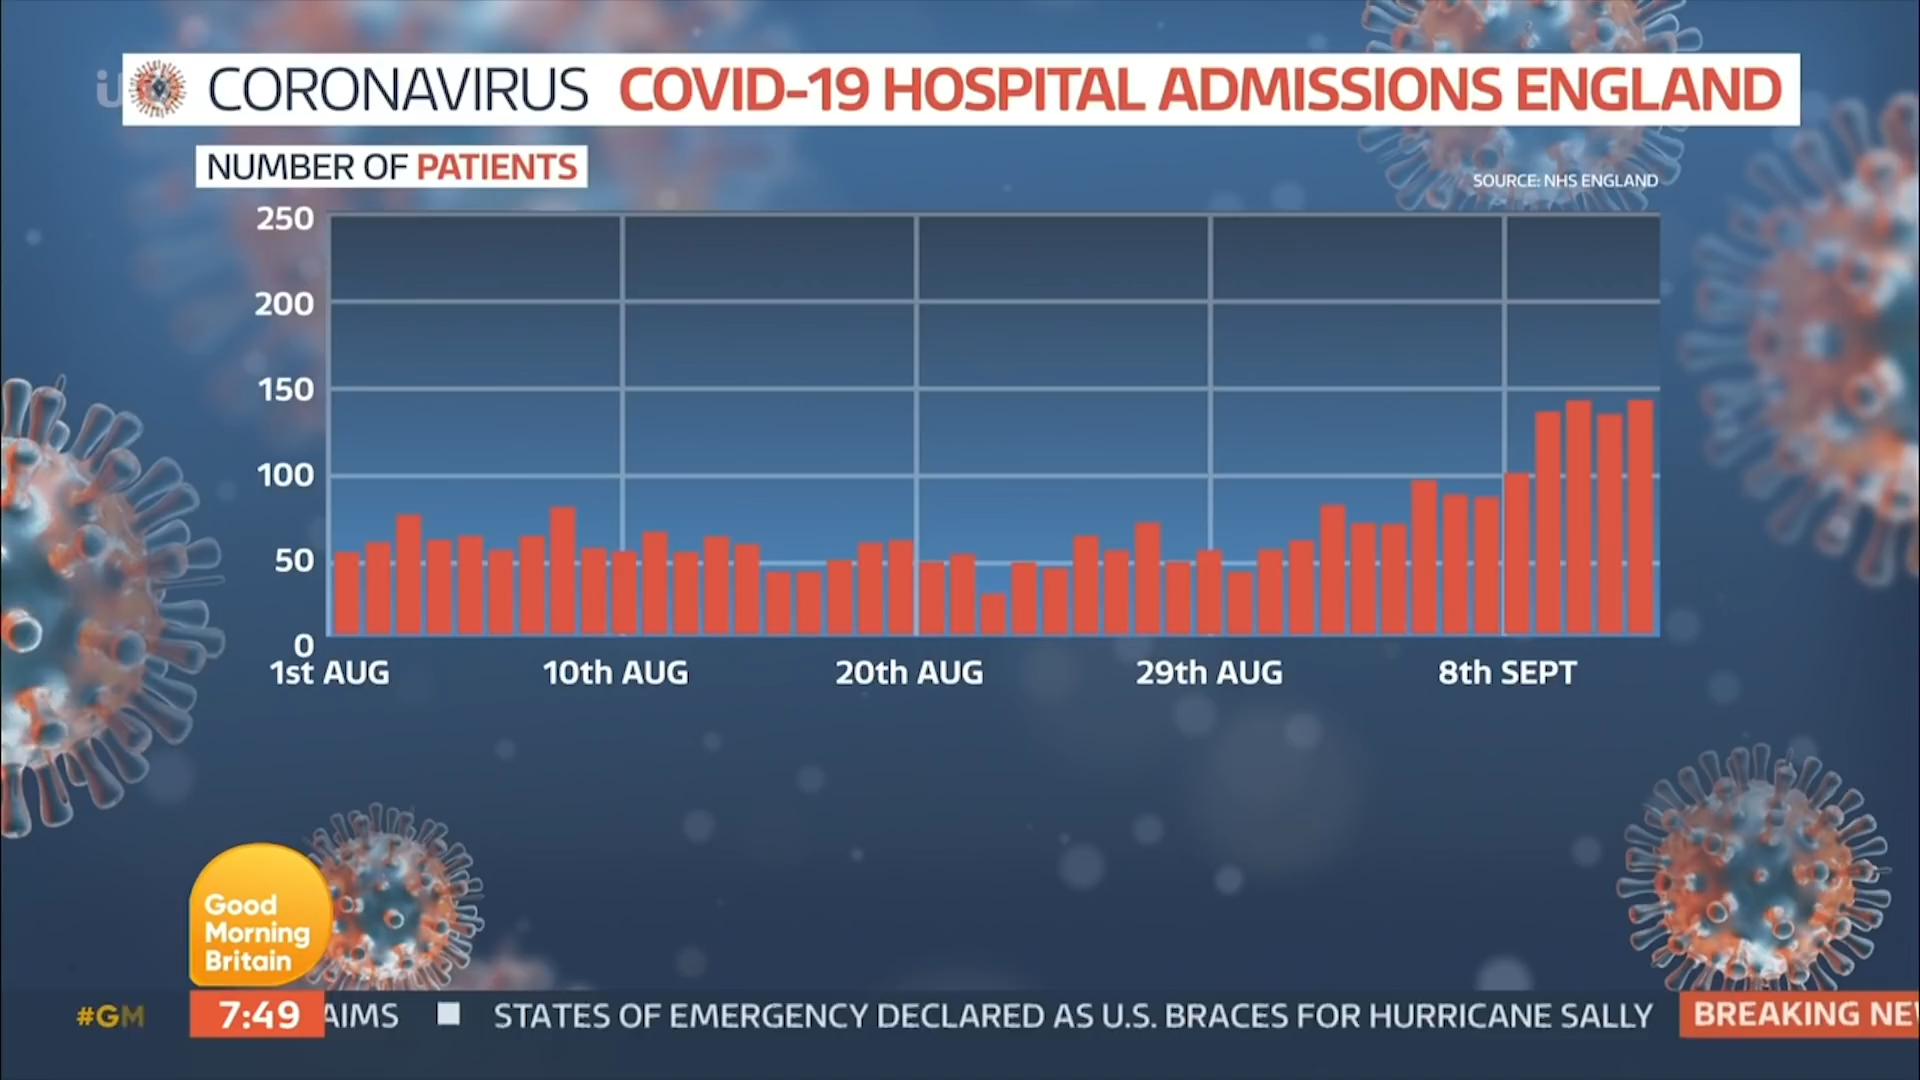 CORONAVIRUS COVID-19 HOSPITAL ADMISSIONS ENGLAND
NUMBER OF PATIENTS
SOURCE: NHS ENGLAND
250
200
150
100
50
0
1st AUG 10th AUG 20th AUG 29th AUG 8th SEPT
Good
Morning
Britain
#GM 7:49 AIMS STATES OF EMERGENCY DECLARED AS U.S. BRACES FOR HURRICANE SALLY BREAKING NE